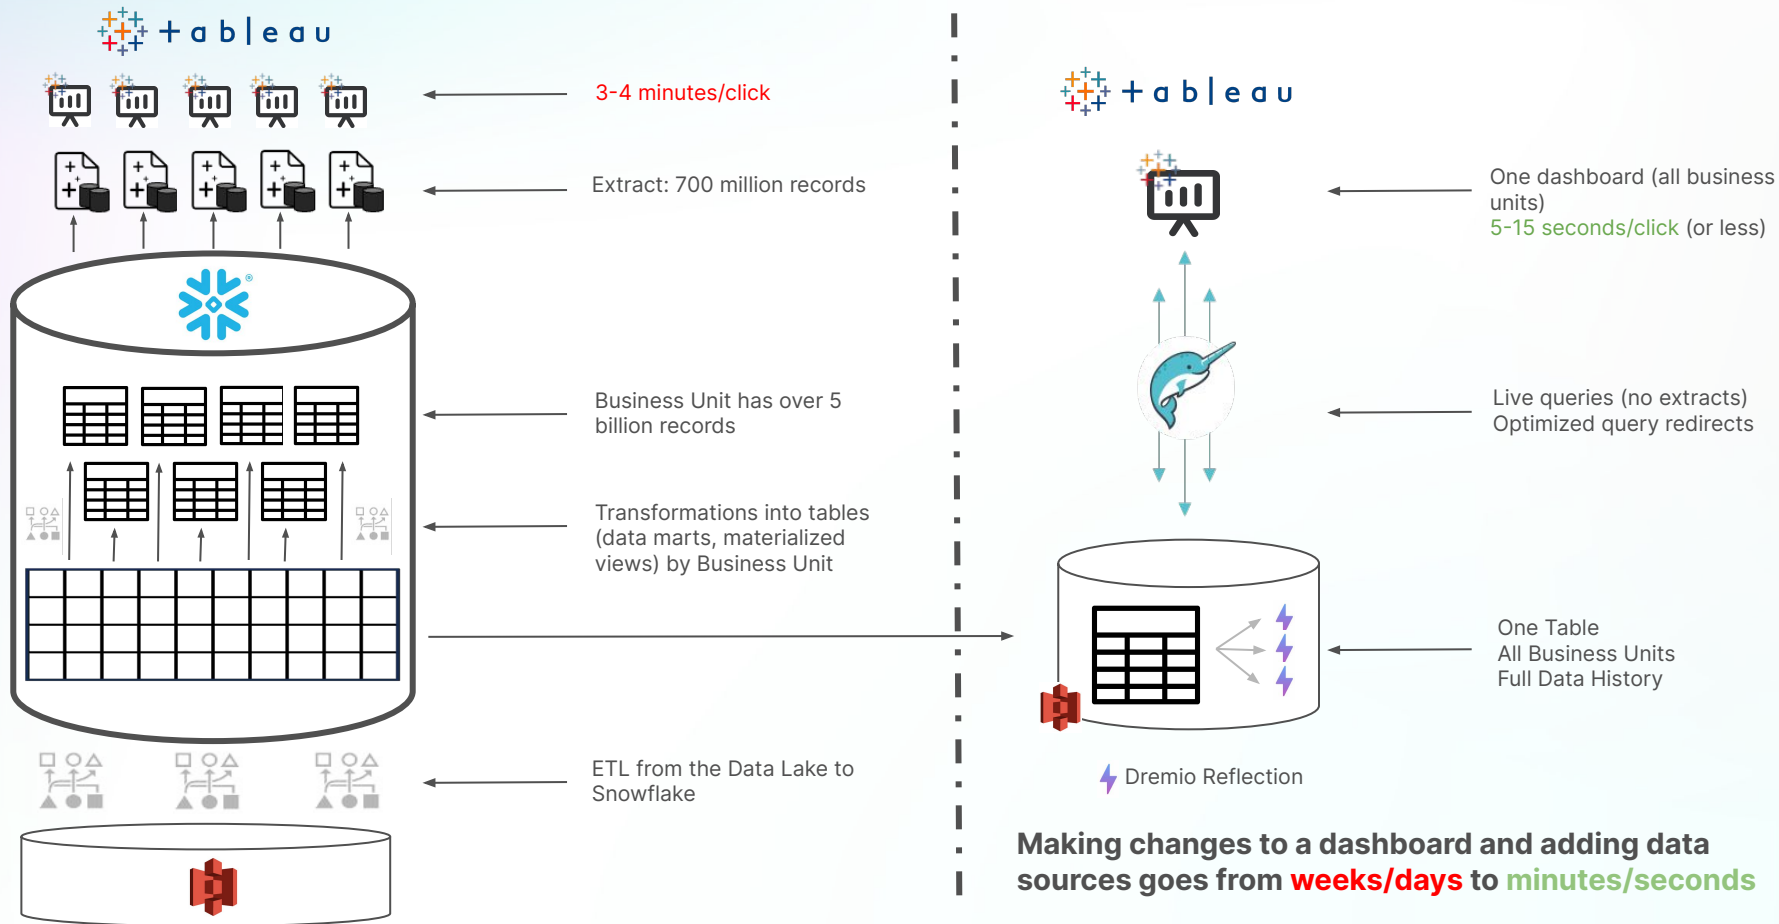 +ableau
3-4 minutes/click
Extract: 700 million records
Business Unit has over 5
billion records
Transformations into tables
(data marts, materialized
views) by Business Unit
ETL from the Data Lake to
Snowflake
+ableau
One dashboard (all business
units)
5-15 seconds/click (or less)
Live queries (no extracts)
Optimized query redirects
One Table
All Business Units
Full Data History
Dremio Reflection
Making changes to a dashboard and adding data
sources goes from weeks/days to minutes/seconds